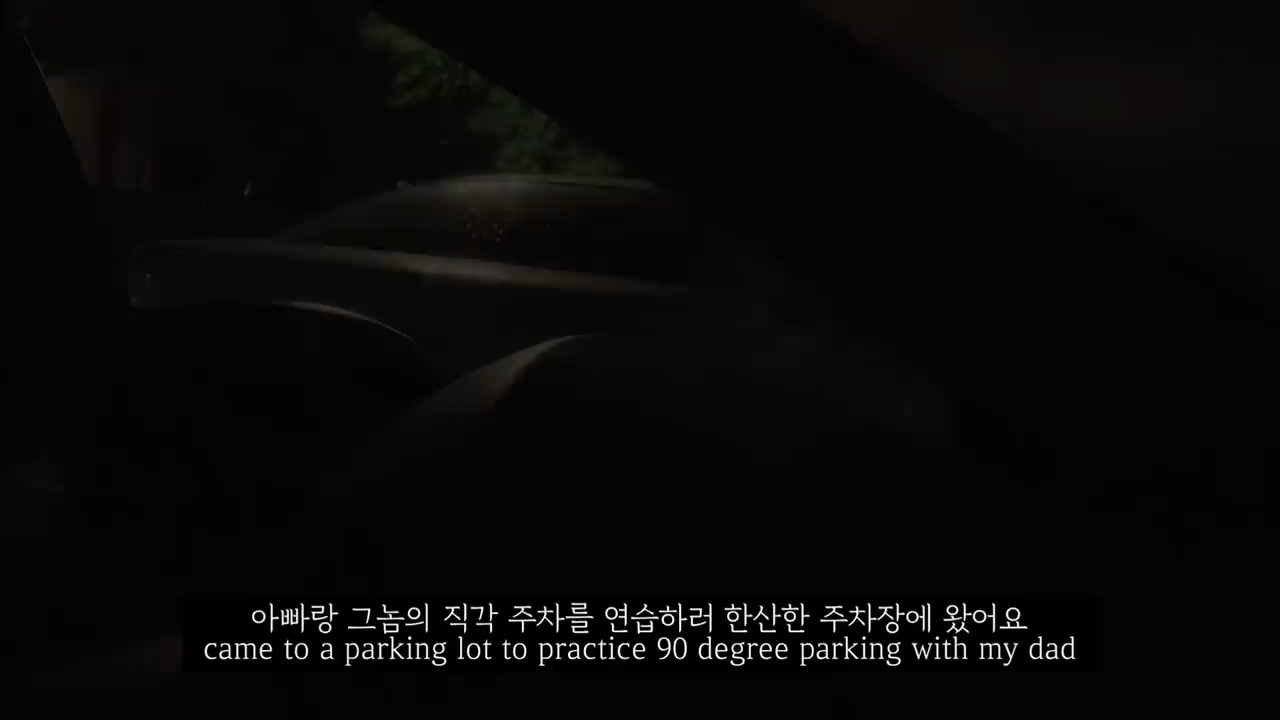 아빠랑 그놈의 직각 주차를 연습하러 한산한 주차장에 왔어요
came to a parking lot to practice 90 degree parking with my dad